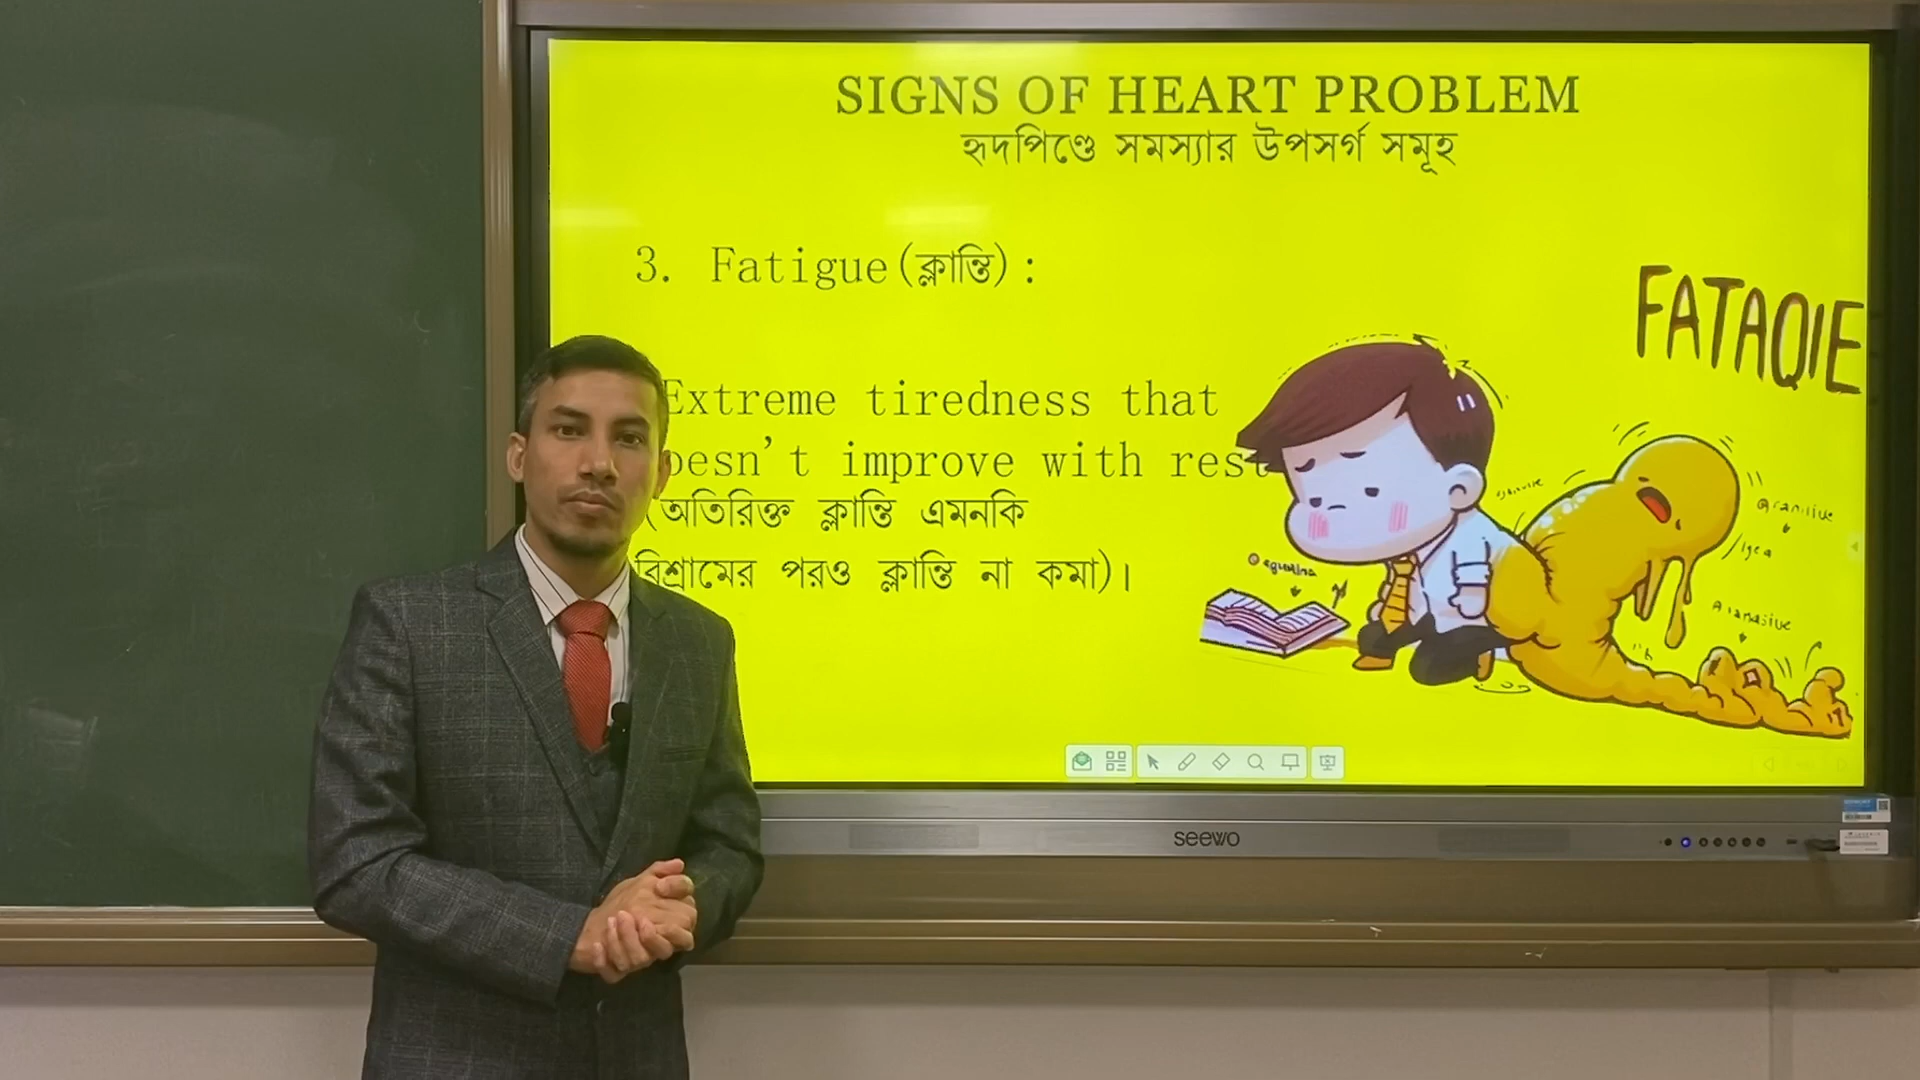 SIGNS OF HEART PROBLEM
হৃদপিণ্ডে সমস্যার উপসর্গ সমূহ
3. Fatigue(ক্লান্তি):
FATAQIE
Extreme tiredness that
oesn't improve with rest
(অতিরিক্ত ক্লান্তি এমনকি
বিশ্রামের পরও ক্লান্তি না কমা)।
seewo